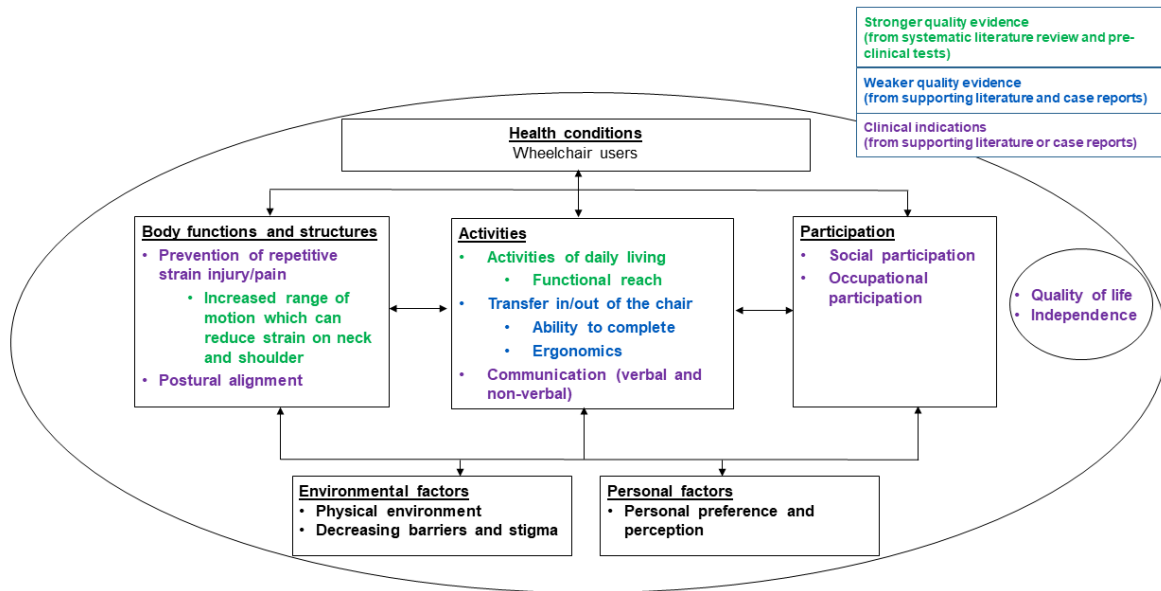 Stronger quality evidence
(from systematic literature review and pre-
clinical tests)
Weaker quality evidence
(from supporting literature and case reports)
Clinical indications
(from supporting literature or case reports)
Health conditions
Wheelchair users
Body functions and structures
• Prevention of repetitive
strain injury/pain
• Increased range of
motion which can
reduce strain on neck
and shoulder
• Postural alignment
Activities
• Activities of daily living
• Functional reach
• Transfer in/out of the chair
• Ability to complete
• Ergonomics
• Communication (verbal and
non-verbal)
Participation
• Social participation
• Occupational
participation
• Quality of life
• Independence
Environmental factors
• Physical environment
• Decreasing barriers and stigma
Personal factors
• Personal preference and
perception